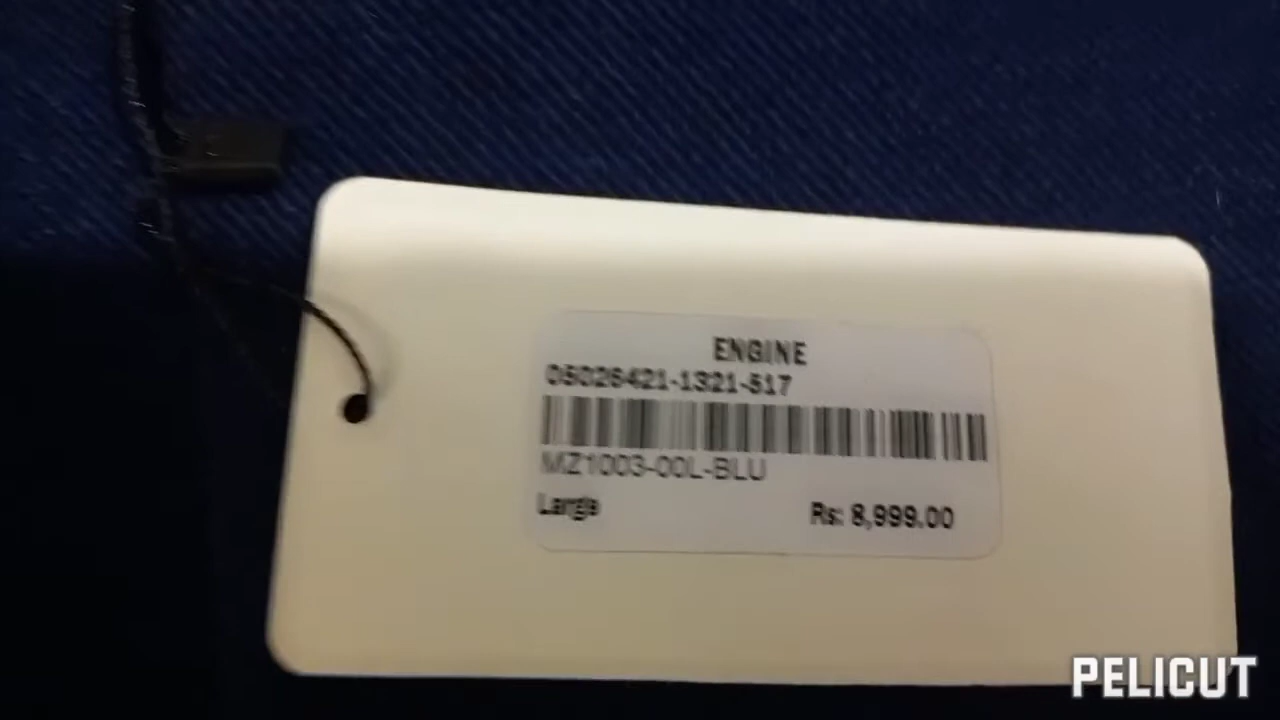 ENGINE
05026421-1321-517
MZ1003-00L-BLU
Large
Rs: 8,999.00
PELICUT